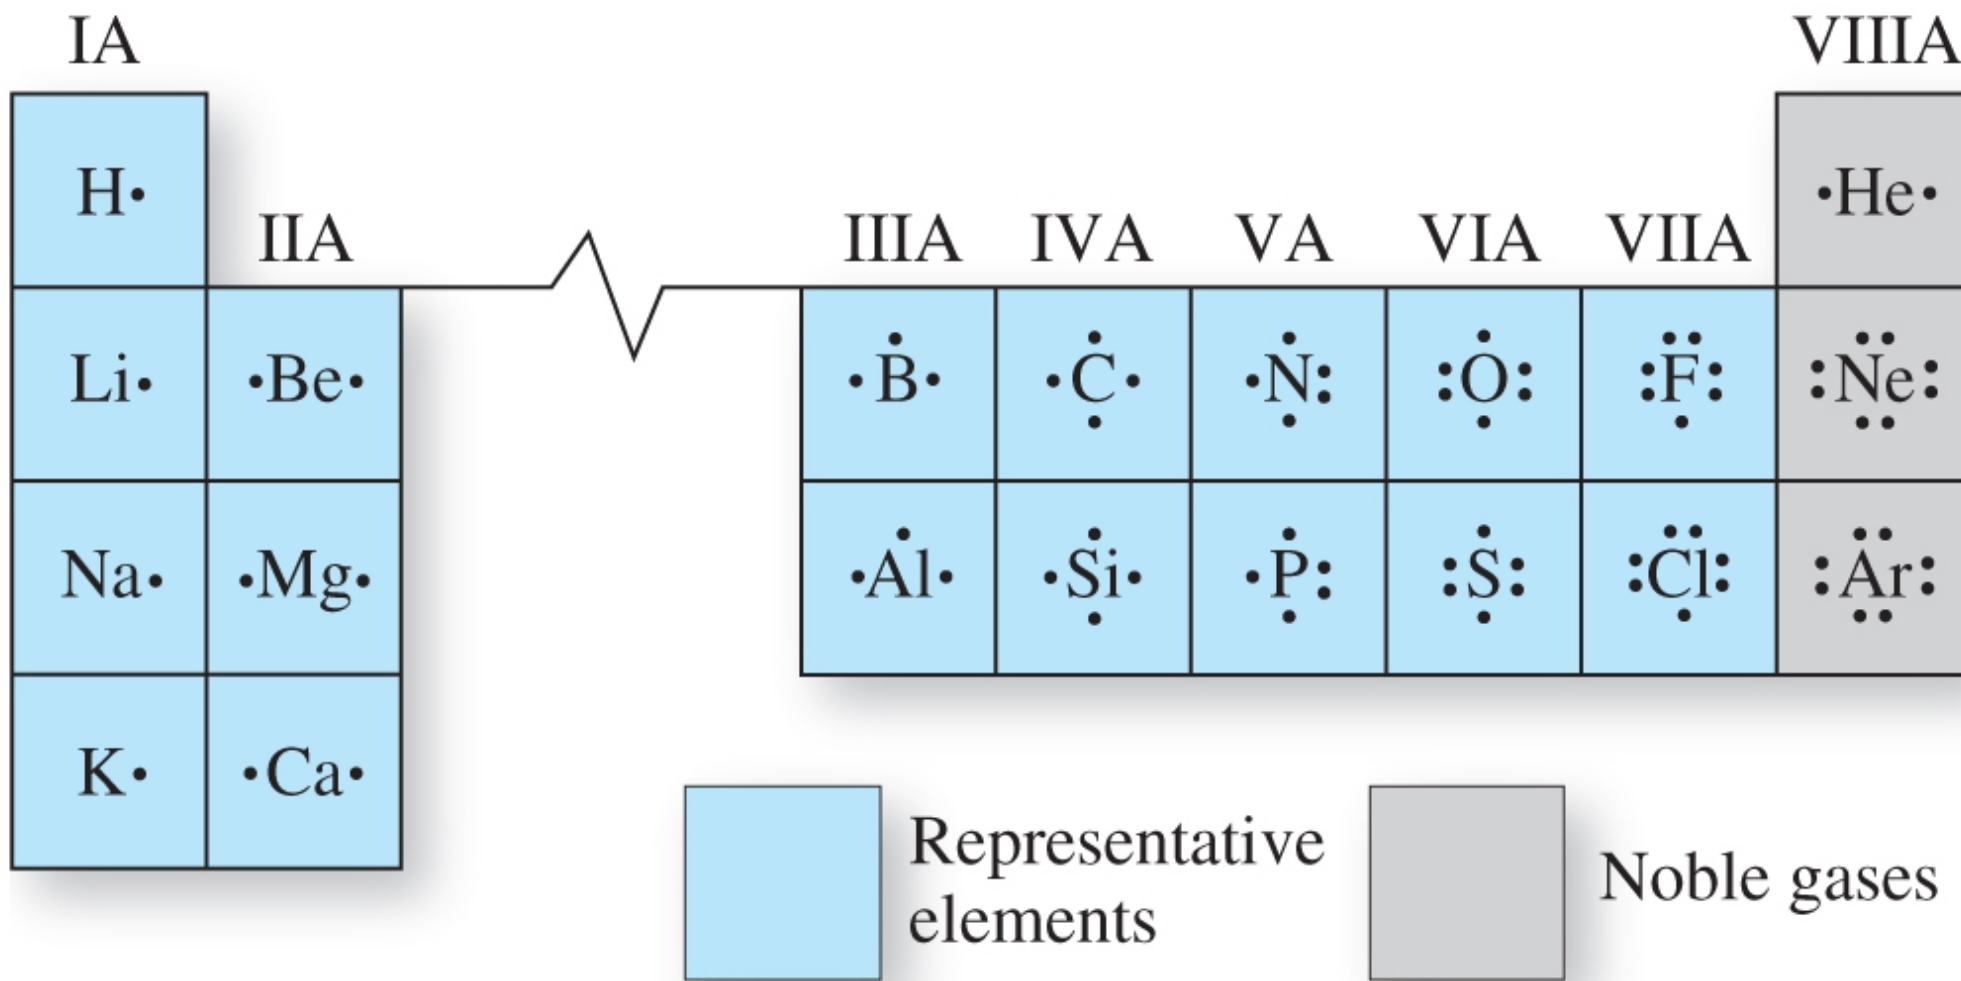 IA VIIIA
H• •He•
IIA IIIA IVA VA VIA VIIA
Li• •Be• B C N O F Ne
Na• •Mg• Al Si P S Cl Ar
K• •Ca•
Representative
elements
Noble gases